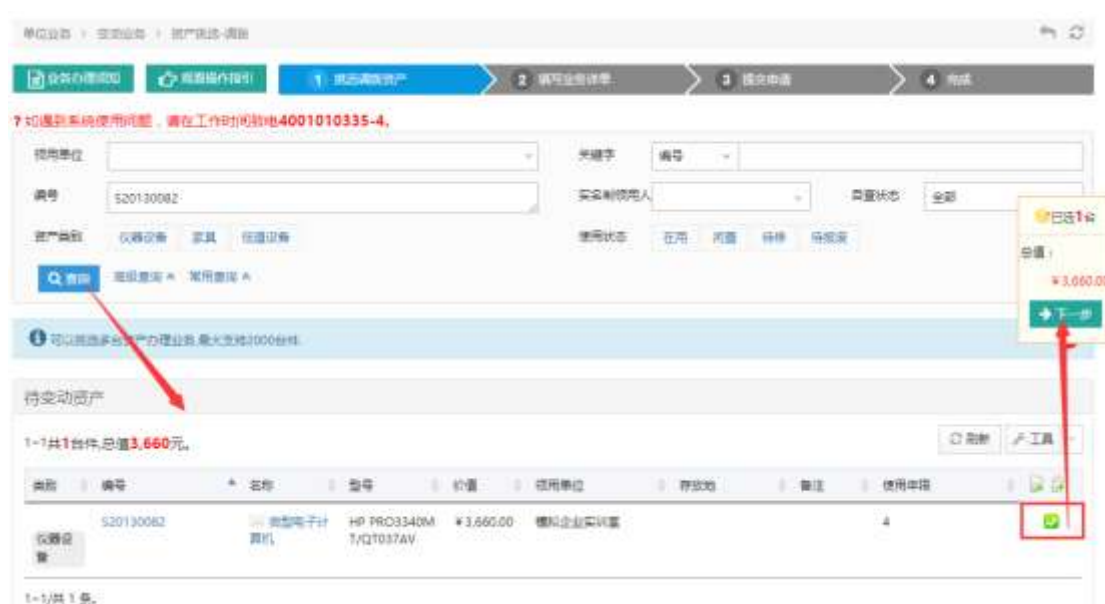 单位业务 > 变动业务 > 资产挑选-调拨
业务办理须知 观看操作指引 1 挑选调拨资产 2 填写业务详单 3 提交申请 4 完成
? 如遇到系统使用问题，请在工作时间致电4001010335-4。
领用单位 关键字 编号
编号 S20130082 实名制领用人 自查状态 全部
已选1台
资产类别 仪器设备 家具 低值设备 使用状态 在用 闲置 待修 待报废
总值：
¥3,660.00
查询 高级查询 常用查询
下一步
可以挑选多台资产办理业务,最大支持2000台件.
待变动资产
1~1共1台件,总值3,660元。 刷新 工具
类别 编号 名称 型号 价值 领用单位 存放地 备注 使用年限
仪器设备 S20130082 微型电子计算机 HP PRO3340MT/QT037AV ¥3,660.00 模拟企业实训室 4
1~1/共 1 条。